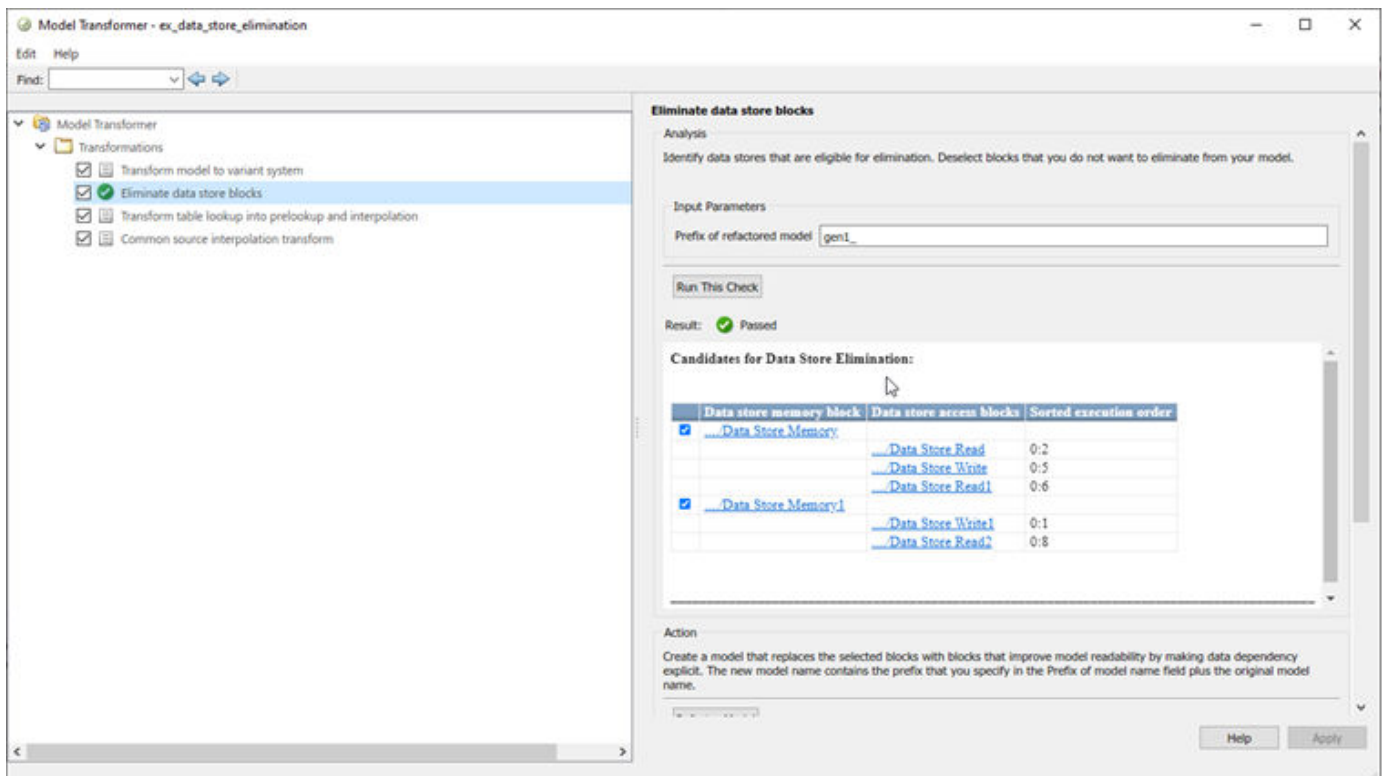 Model Transformer - ex_data_store_elimination
Edit Help
Find:
Model Transformer
Transformations
Transform model to variant system
Eliminate data store blocks
Transform table lookup into prelookup and interpolation
Common source interpolation transform
Eliminate data store blocks
Analysis
Identify data stores that are eligible for elimination. Deselect blocks that you do not want to eliminate from your model.
Input Parameters
Prefix of refactored model gen1_
Run This Check
Result: Passed
Candidates for Data Store Elimination:
Data store memory block Data store access blocks Sorted execution order
..../Data Store Memory
..../Data Store Read 0:2
..../Data Store Write 0:5
..../Data Store Read1 0:6
..../Data Store Memory1
..../Data Store Write1 0:1
..../Data Store Read2 0:8
Action
Create a model that replaces the selected blocks with blocks that improve model readability by making data dependency
explicit. The new model name contains the prefix that you specify in the Prefix of model name field plus the original model
name.
Help Apply